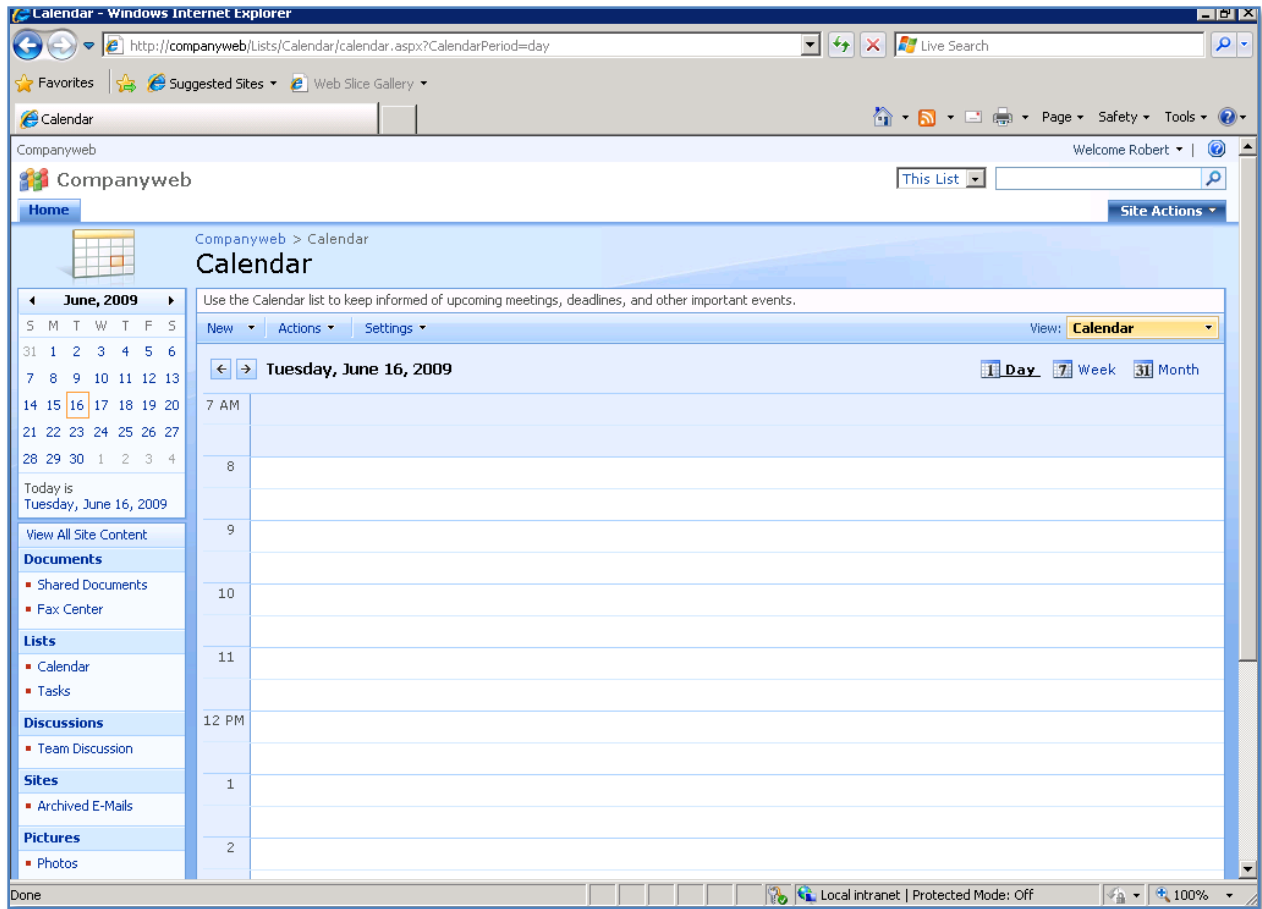 Calendar - Windows Internet Explorer
http://companyweb/Lists/Calendar/calendar.aspx?CalendarPeriod=day
Live Search
Favorites Suggested Sites Web Slice Gallery
Calendar Page Safety Tools
Companyweb Welcome Robert |
Companyweb This List
Home Site Actions
Companyweb > Calendar
Calendar
June, 2009
S M T W T F S
31 1 2 3 4 5 6
7 8 9 10 11 12 13
14 15 16 17 18 19 20
21 22 23 24 25 26 27
28 29 30 1 2 3 4
Today is
Tuesday, June 16, 2009
View All Site Content
Documents
Shared Documents
Fax Center
Lists
Calendar
Tasks
Discussions
Team Discussion
Sites
Archived E-Mails
Pictures
Photos
Use the Calendar list to keep informed of upcoming meetings, deadlines, and other important events.
New Actions Settings View: Calendar
Tuesday, June 16, 2009 1 Day 7 Week 31 Month
7 AM
8
9
10
11
12 PM
1
2
Done Local intranet | Protected Mode: Off 100%